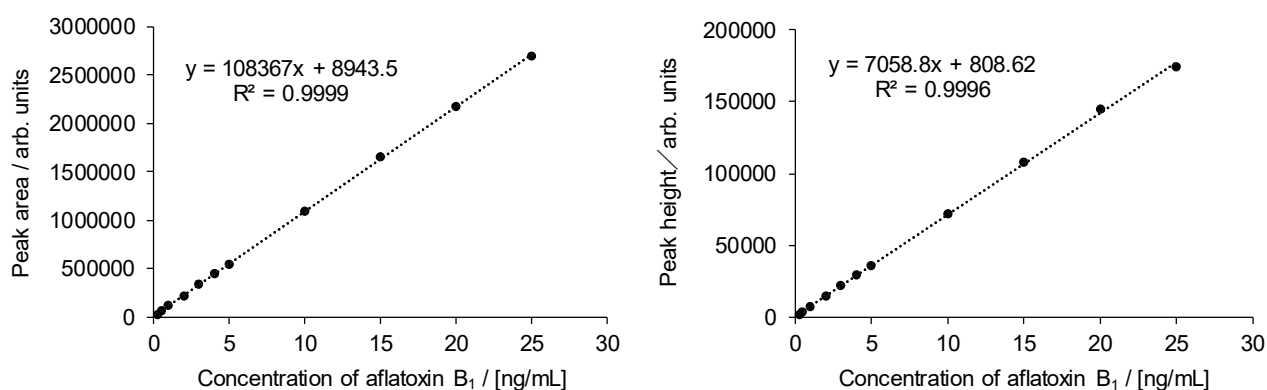 3000000
2500000
2000000
1500000
1000000
500000
0
Peak area / arb. units
y = 108367x + 8943.5
R² = 0.9999
0 5 10 15 20 25 30
Concentration of aflatoxin B₁ / [ng/mL]
200000
150000
100000
50000
0
Peak height／arb. units
y = 7058.8x + 808.62
R² = 0.9996
0 5 10 15 20 25 30
Concentration of aflatoxin B₁ / [ng/mL]